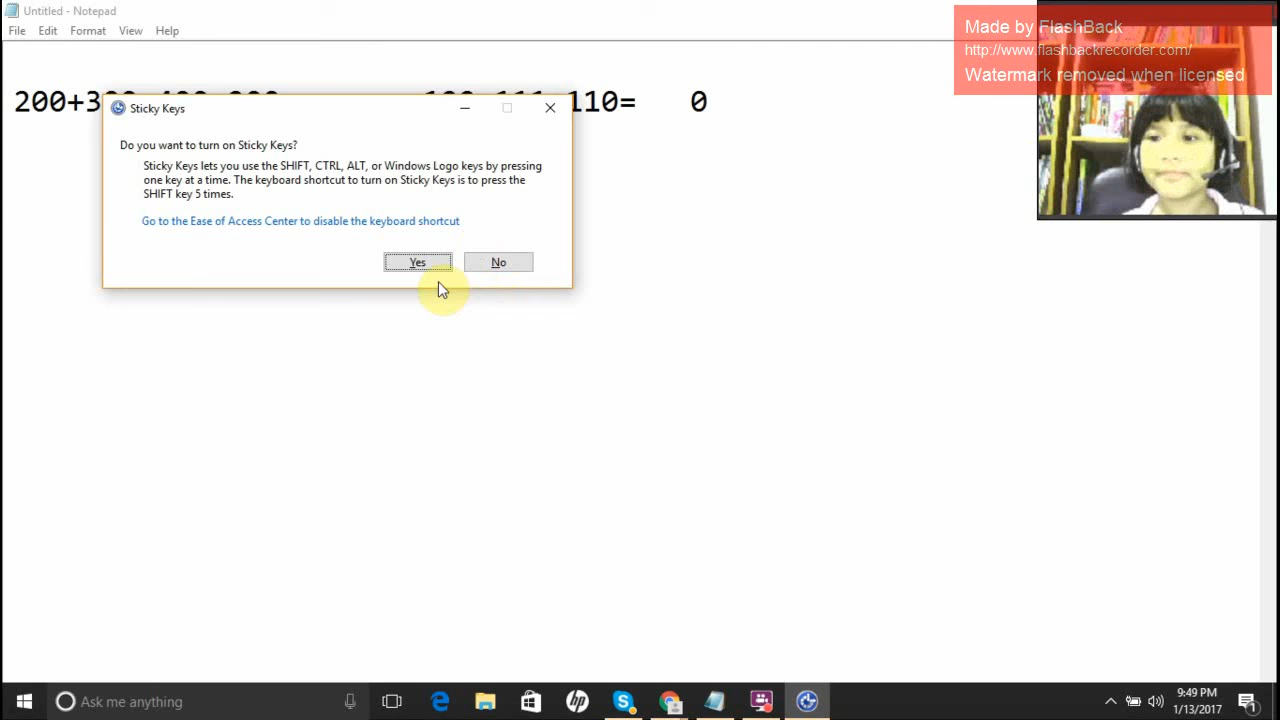 Untitled - Notepad
File Edit Format View Help
Made by FlashBack
http://www.flashbackrecorder.com/
Watermark removed when licensed
110= 0
Sticky Keys
Do you want to turn on Sticky Keys?
Sticky Keys lets you use the SHIFT, CTRL, ALT, or Windows Logo keys by pressing
one key at a time. The keyboard shortcut to turn on Sticky Keys is to press the
SHIFT key 5 times.
Go to the Ease of Access Center to disable the keyboard shortcut
Yes No
Ask me anything
hp
9:49 PM
1/13/2017
1